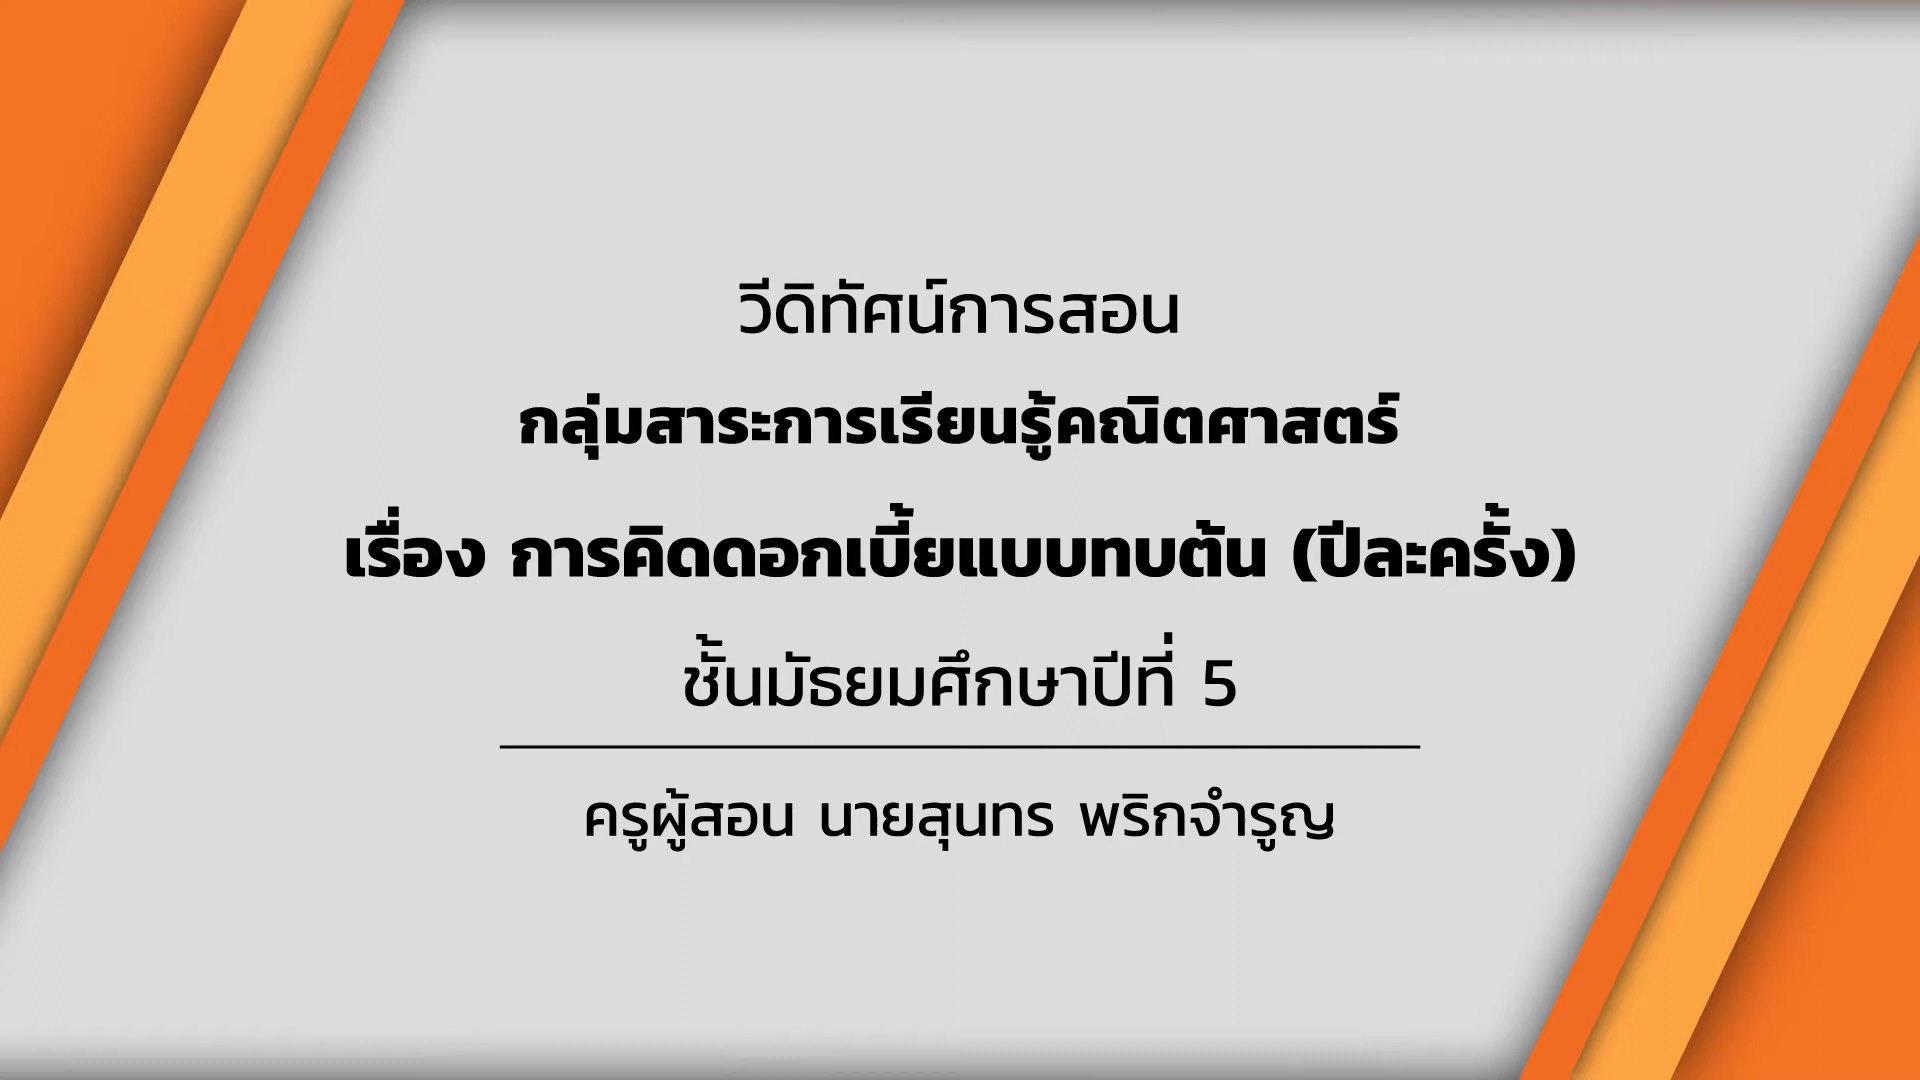 วีดิทัศน์การสอน
กลุ่มสาระการเรียนรู้คณิตศาสตร์
เรื่อง การคิดดอกเบี้ยแบบทบต้น (ปีละครั้ง)
ชั้นมัธยมศึกษาปีที่ 5
ครูผู้สอน นายสุนทร พริกจำรูญ